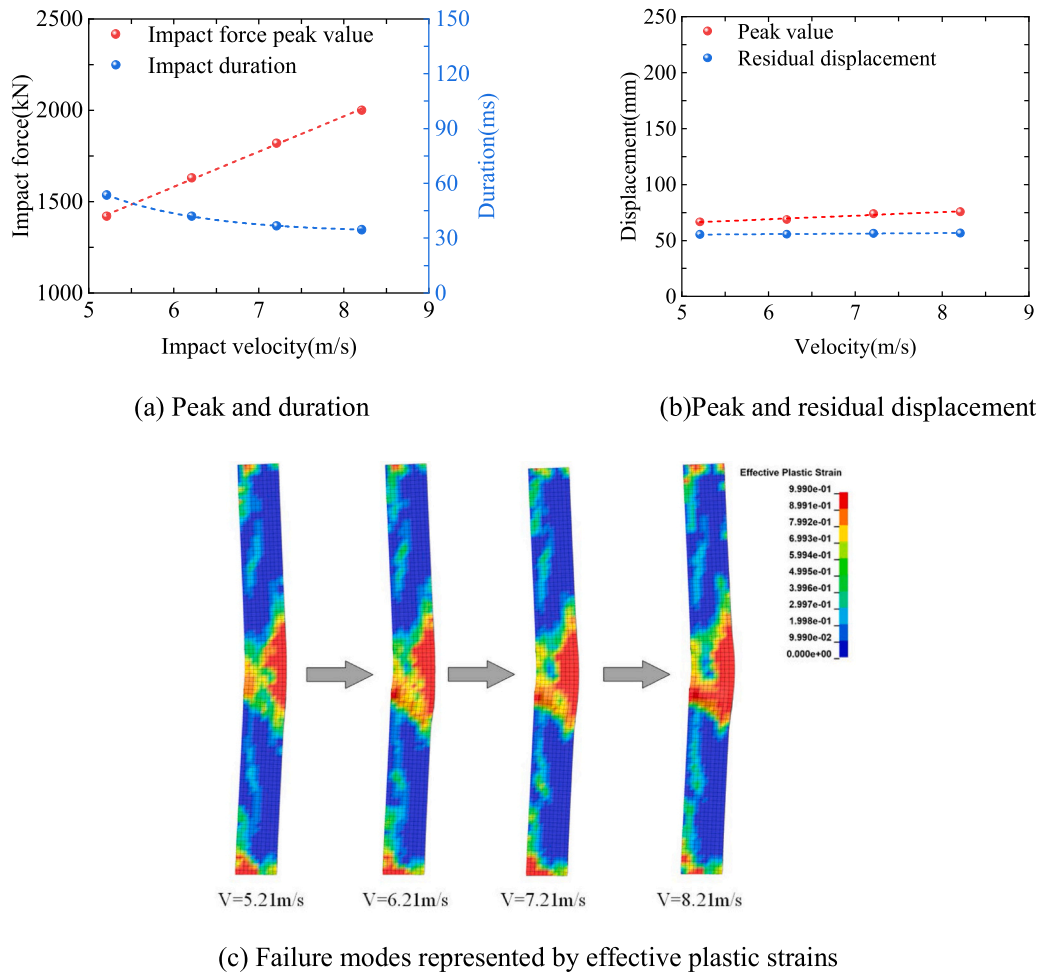 2500
2000
1500
1000
Impact force(kN)
Impact force peak value
Impact duration
150
120
90
60
30
0
Duration(ms)
5
6
7
8
9
Impact velocity(m/s)
(a) Peak and duration
250
200
150
100
50
0
Displacement(mm)
Peak value
Residual displacement
5
6
7
8
9
Velocity(m/s)
(b)Peak and residual displacement
Effective Plastic Strain
9.990e-01
8.991e-01
7.992e-01
6.993e-01
5.994e-01
4.995e-01
3.996e-01
2.997e-01
1.998e-01
9.990e-02
0.000e+00
V=5.21m/s
V=6.21m/s
V=7.21m/s
V=8.21m/s
(c) Failure modes represented by effective plastic strains